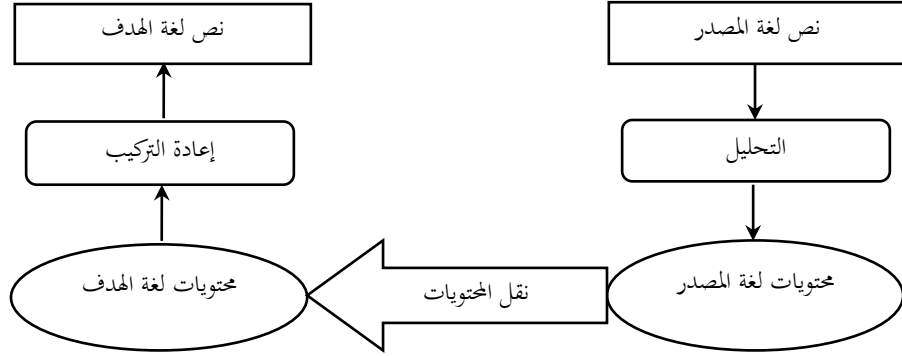 نص لغة المصدر
نص لغة الهدف
التحليل
إعادة التركيب
محتويات لغة المصدر
نقل المحتويات
محتويات لغة الهدف